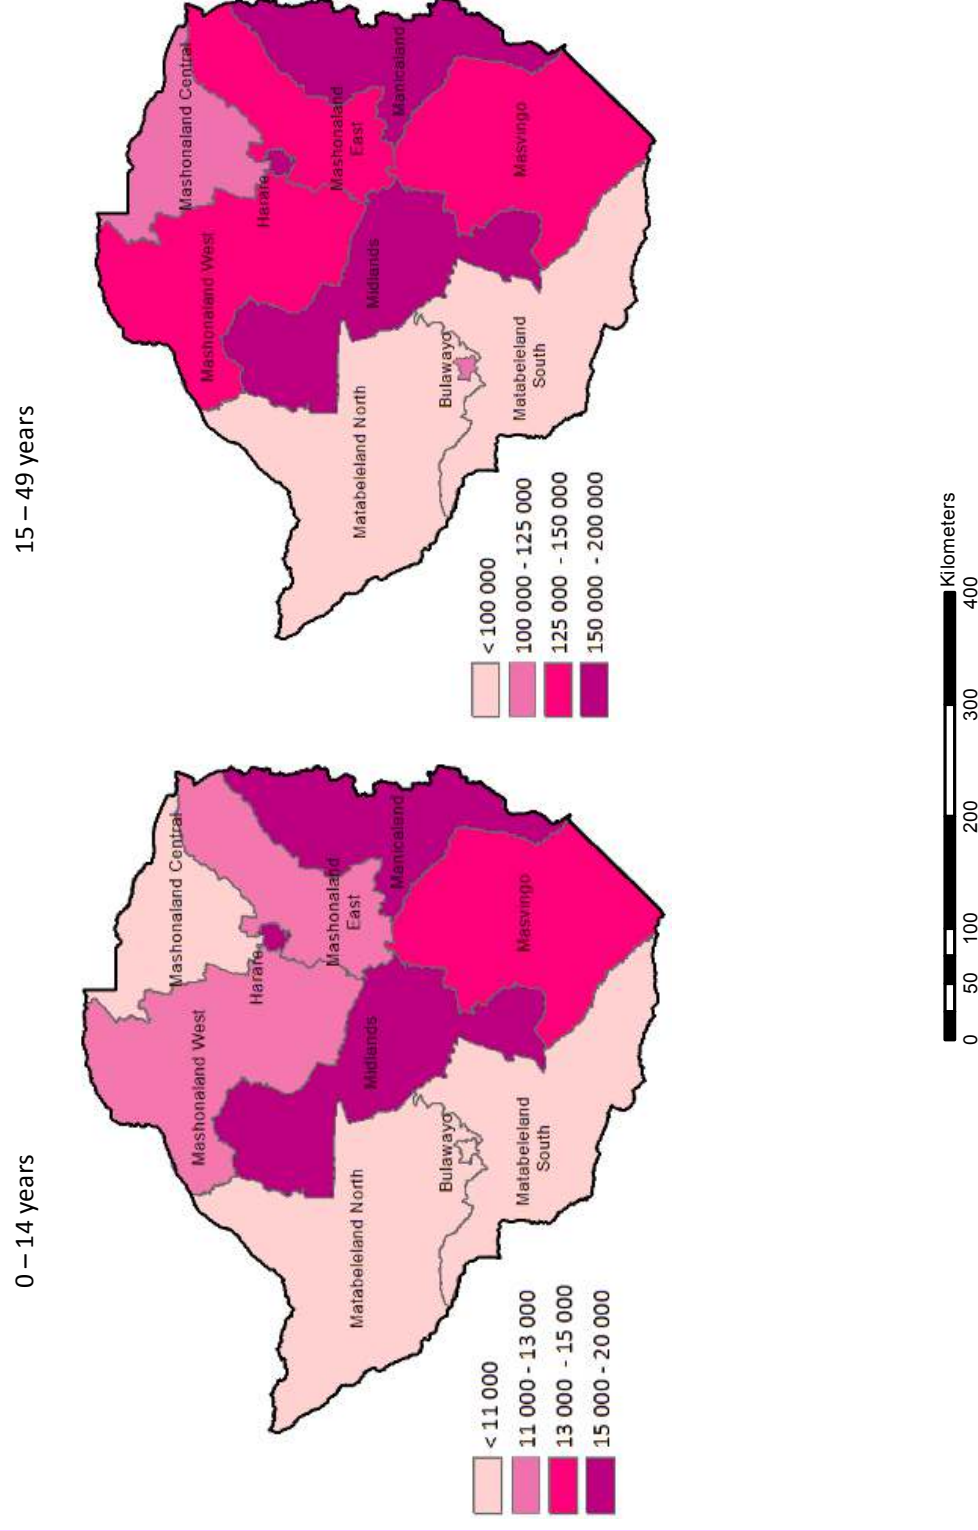 0 – 14 years
Mashonaland Central
Mashonaland West
Harare
Mashonaland
East
Manicaland
Midlands
Matabeleland North
Bulawayo
Masvingo
Matabeleland
South
< 11 000
11 000 - 13 000
13 000 - 15 000
15 000 - 20 000
15 – 49 years
Mashonaland Central
Mashonaland West
Harare
Mashonaland
East
Manicaland
Midlands
Matabeleland North
Bulawayo
Masvingo
Matabeleland
South
< 100 000
100 000 - 125 000
125 000 - 150 000
150 000 - 200 000
Kilometers
0 50 100 200 300 400